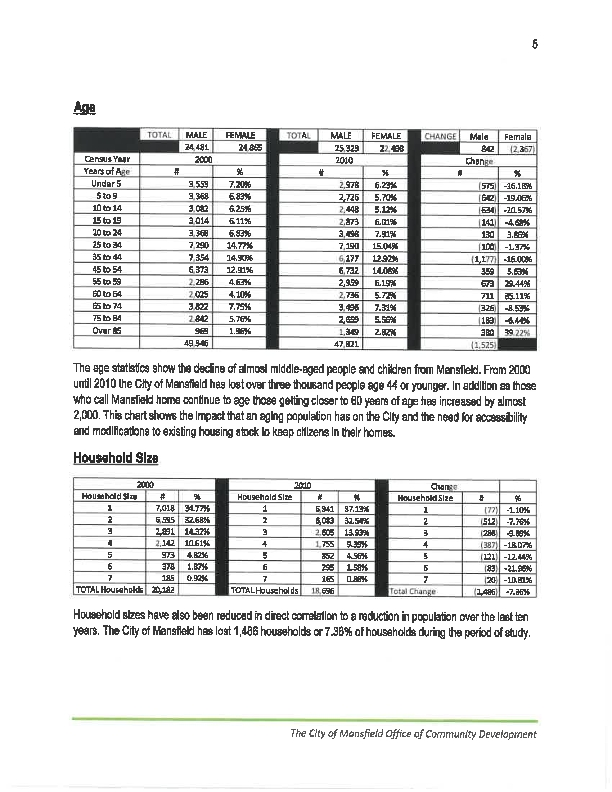 5
Age
TOTAL MALE FEMALE TOTAL MALE FEMALE CHANGE Male Female
24,481 24,865 25,323 22,498 842 (2,367)
Census Year 2000 2010 Change
Years of Age # % # % # %
Under 5 3,553 7.20% 2,978 6.23% (575) -16.18%
5 to 9 3,368 6.83% 2,726 5.70% (642) -19.06%
10 to 14 3,082 6.25% 2,448 5.12% (634) -20.57%
15 to 19 3,014 6.11% 2,873 6.01% (141) -4.68%
20 to 24 3,368 6.83% 3,498 7.31% 130 3.86%
25 to 34 7,290 14.77% 7,190 15.04% (100) -1.37%
35 to 44 7,354 14.90% 6,177 12.92% (1,177) -16.00%
45 to 54 6,373 12.91% 6,732 14.08% 359 5.63%
55 to 59 2,286 4.63% 2,959 6.19% 673 29.44%
60 to 64 2,025 4.10% 2,736 5.72% 711 35.11%
65 to 74 3,822 7.75% 3,496 7.31% (326) -8.53%
75 to 84 2,842 5.76% 2,659 5.56% (183) -6.44%
Over 85 969 1.96% 1,349 2.82% 380 39.22%
49,346 47,821 (1,525)
The age statistics show the decline of almost middle-aged people and children from Mansfield. From 2000
until 2010 the City of Mansfield has lost over three thousand people age 44 or younger. In addition as those
who call Mansfield home continue to age those getting closer to 60 years of age has increased by almost
2,000. This chart shows the impact that an aging population has on the City and the need for accessibility
and modifications to existing housing stock to keep citizens in their homes.
Household Size
2000 2010 Change
Household Size # % Household Size # % Household Size # %
1 7,018 34.77% 1 6,941 37.13% 1 (77) -1.10%
2 6,595 32.68% 2 6,083 32.54% 2 (512) -7.76%
3 2,891 14.32% 3 2,605 13.93% 3 (286) -9.89%
4 2,142 10.61% 4 1,755 9.39% 4 (387) -18.07%
5 973 4.82% 5 852 4.56% 5 (121) -12.44%
6 378 1.87% 6 295 1.58% 6 (83) -21.96%
7 185 0.92% 7 165 0.88% 7 (20) -10.81%
TOTAL Households 20,182 TOTAL Households 18,696 Total Change (1,486) -7.36%
Household sizes have also been reduced in direct correlation to a reduction in population over the last ten
years. The City of Mansfield has lost 1,486 households or 7.36% of households during the period of study.
The City of Mansfield Office of Community Development